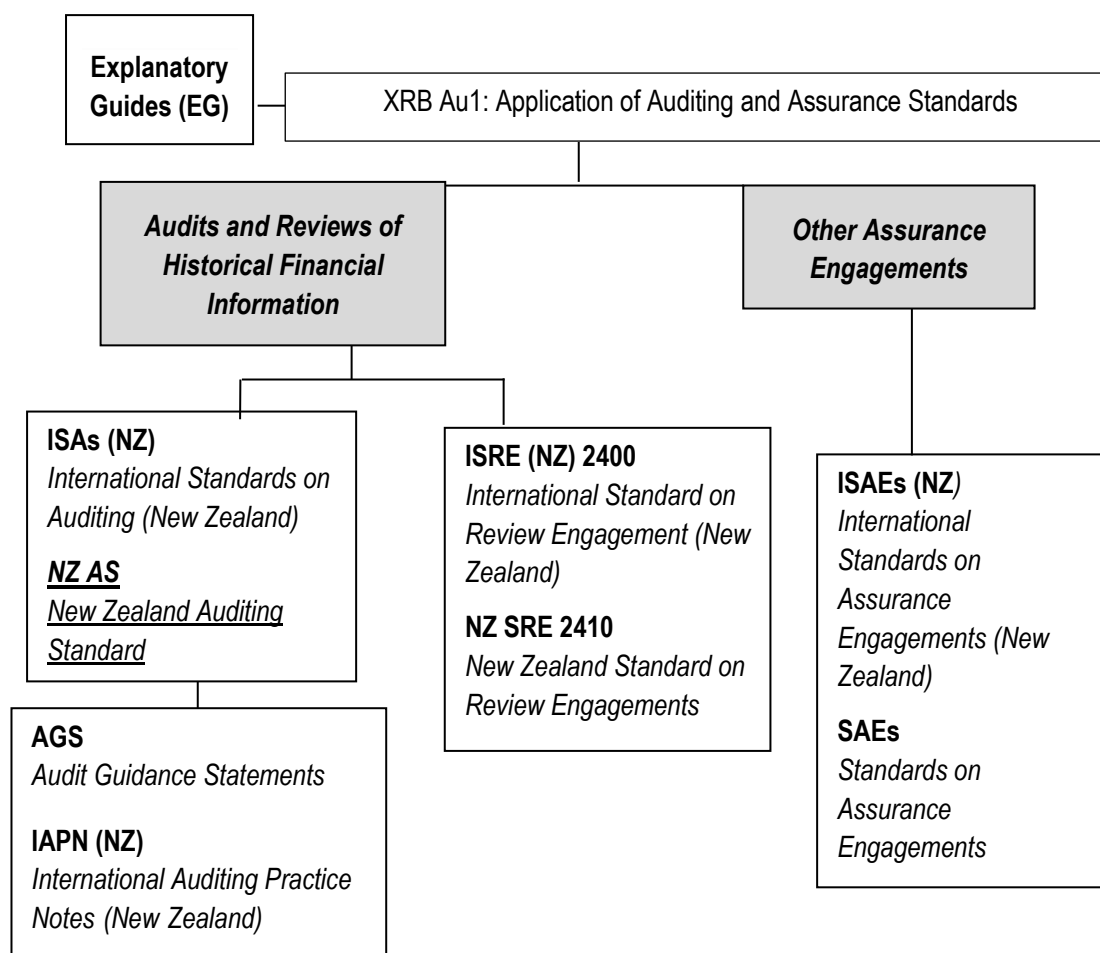 Explanatory
Guides (EG)
XRB Au1: Application of Auditing and Assurance Standards
Audits and Reviews of
Historical Financial
Information
Other Assurance
Engagements
ISAs (NZ)
International Standards on
Auditing (New Zealand)
NZ AS
New Zealand Auditing
Standard
ISRE (NZ) 2400
International Standard on
Review Engagement (New
Zealand)
NZ SRE 2410
New Zealand Standard on
Review Engagements
ISAEs (NZ)
International
Standards on
Assurance
Engagements (New
Zealand)
SAEs
Standards on
Assurance
Engagements
AGS
Audit Guidance Statements
IAPN (NZ)
International Auditing Practice
Notes (New Zealand)